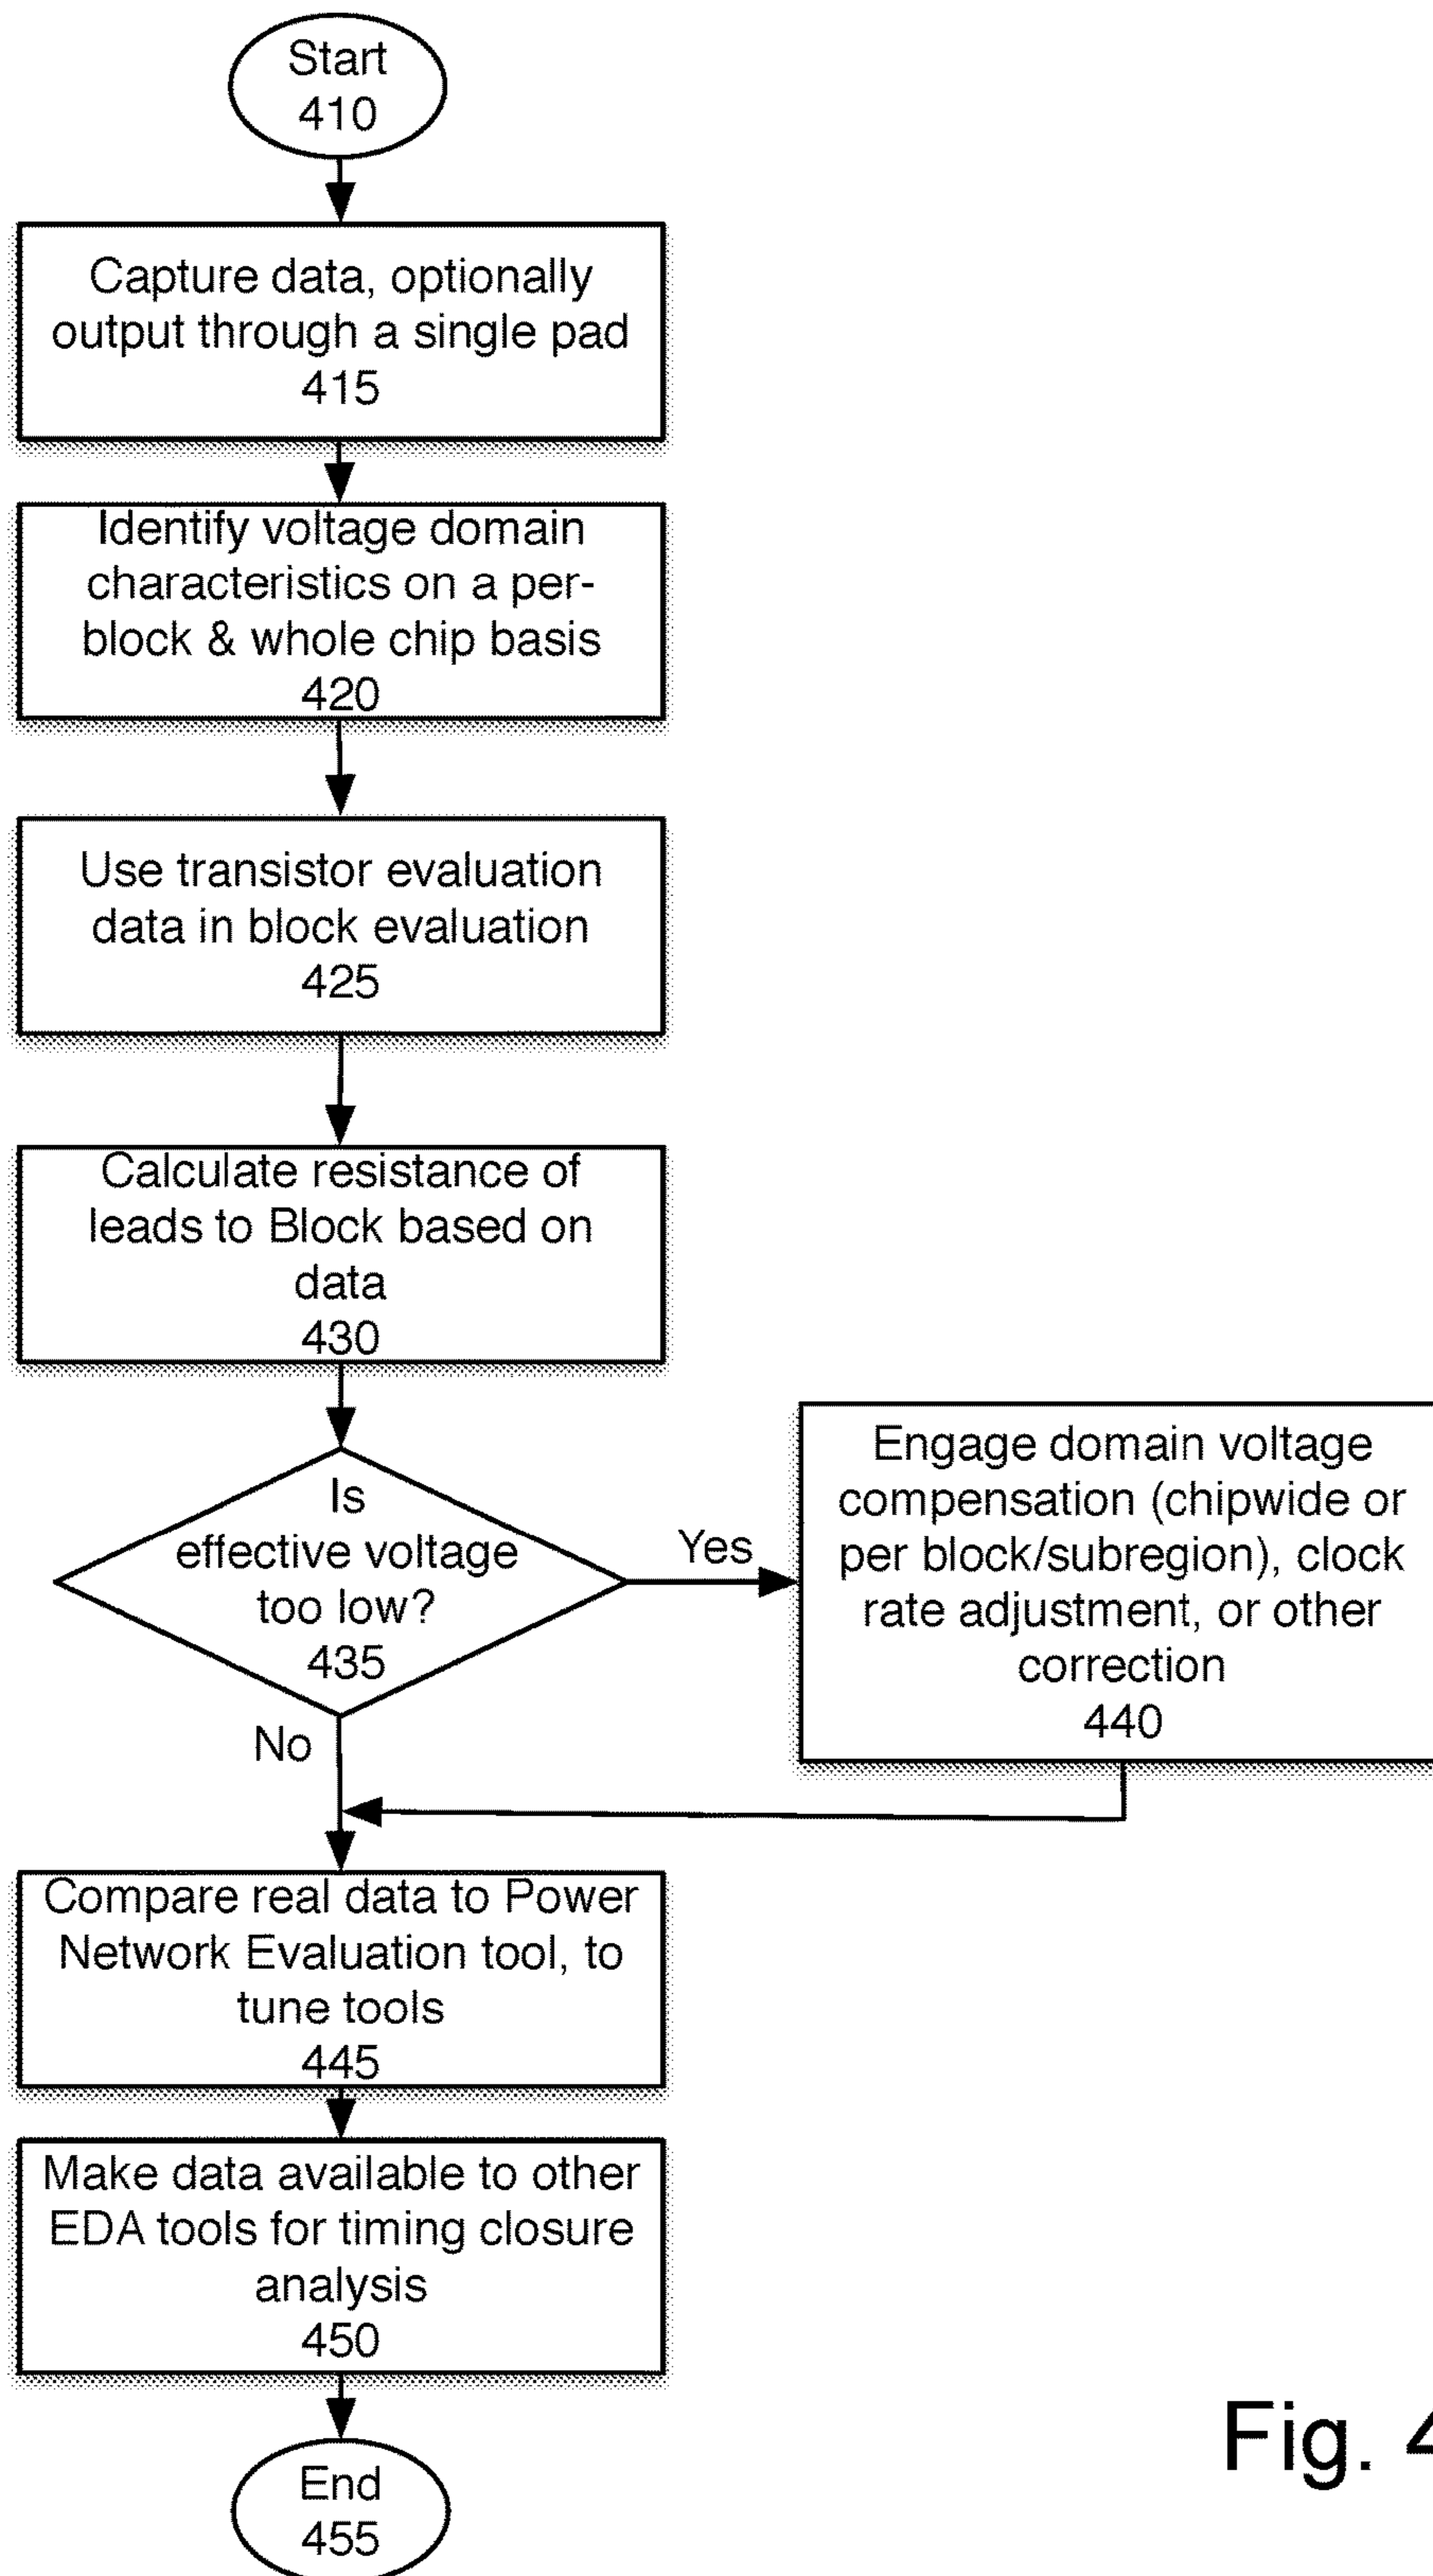 Start
410
Capture data, optionally
output through a single pad
415
Identify voltage domain
characteristics on a per-
block & whole chip basis
420
Use transistor evaluation
data in block evaluation
425
Calculate resistance of
leads to Block based on
data
430
Is
effective voltage
too low?
435
Yes
Engage domain voltage
compensation (chipwide or
per block/subregion), clock
rate adjustment, or other
correction
440
No
Compare real data to Power
Network Evaluation tool, to
tune tools
445
Make data available to other
EDA tools for timing closure
analysis
450
End
455
Fig. 4